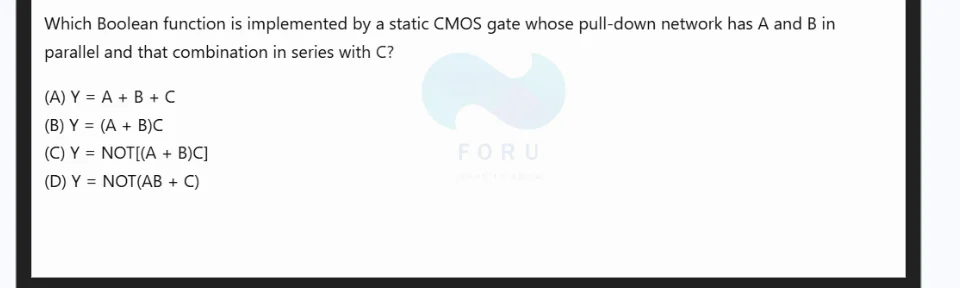 Which Boolean function is implemented by a static CMOS gate whose pull-down network has A and B in
parallel and that combination in series with C?
(A) Y = A + B + C
(B) Y = (A + B)C
(C) Y = NOT[(A + B)C]
(D) Y = NOT(AB + C)
FORU